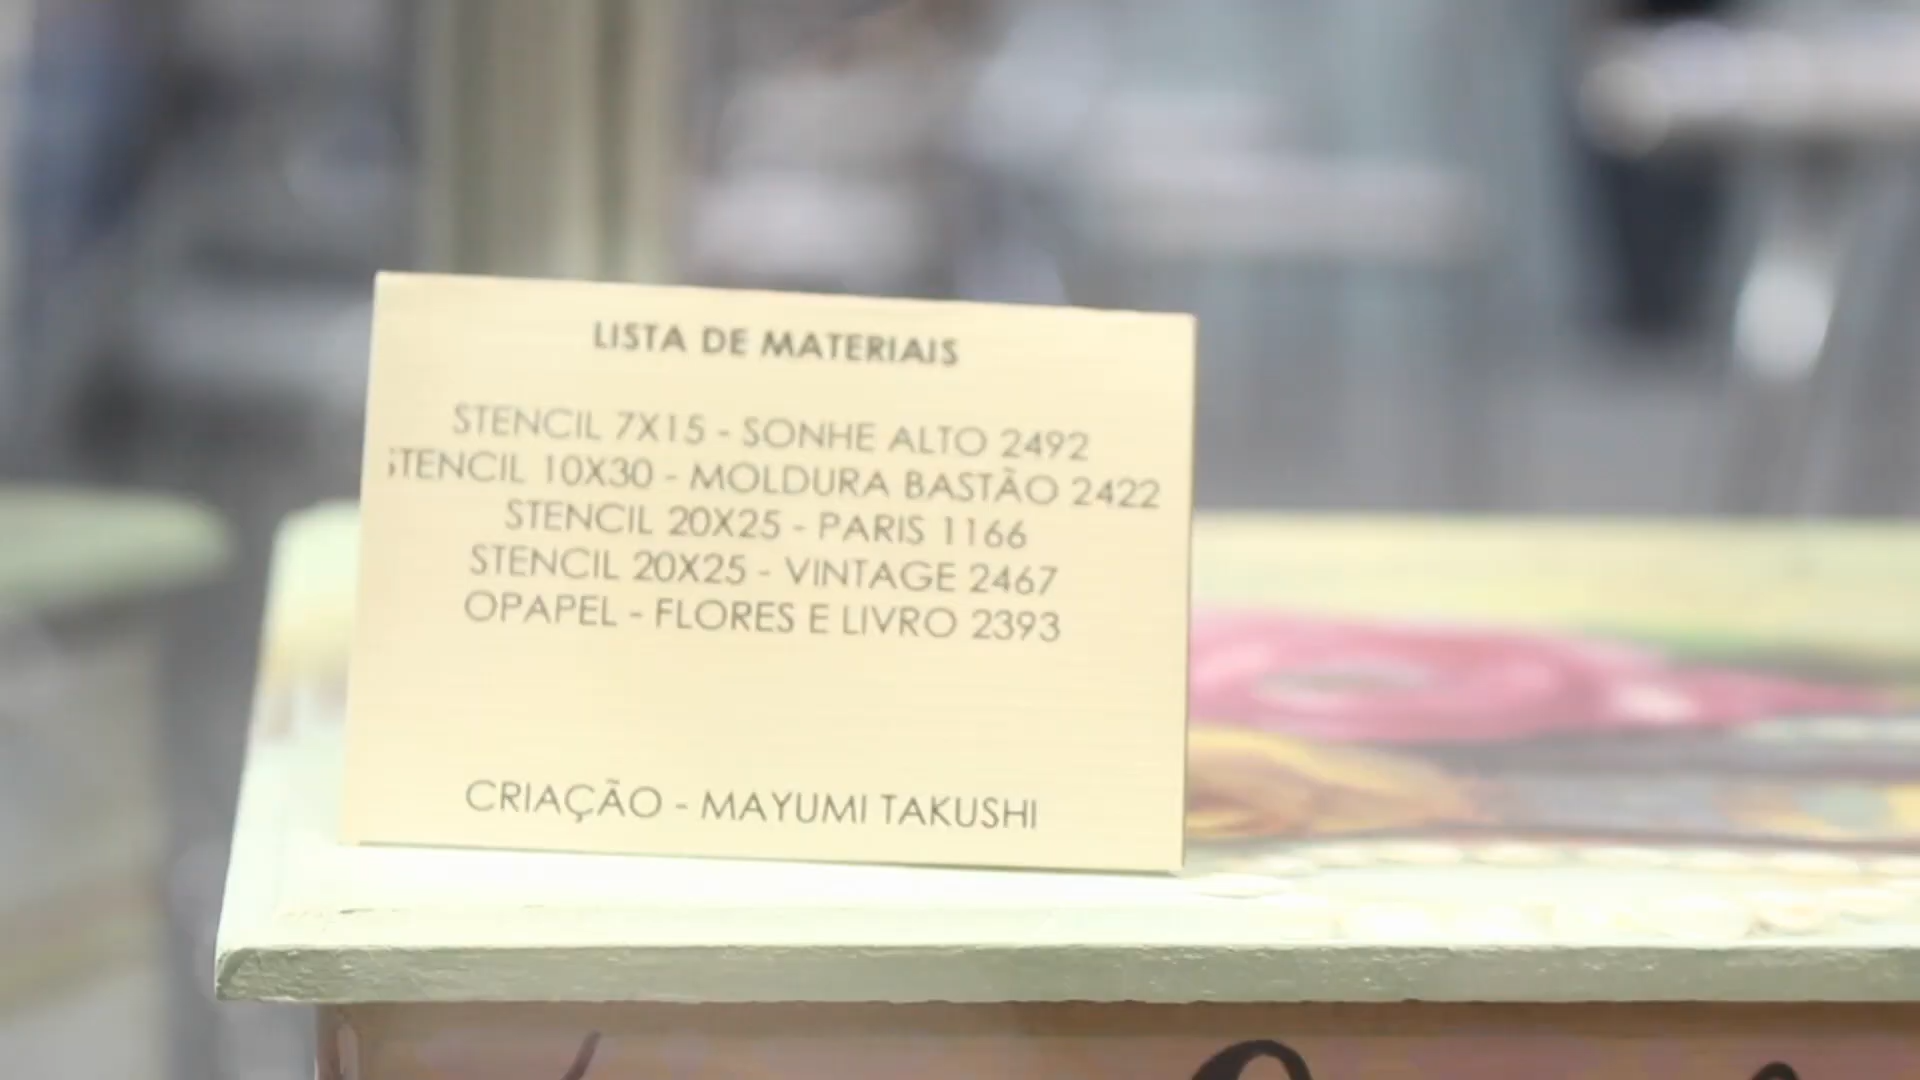 LISTA DE MATERIAIS
STENCIL 7X15 - SONHE ALTO 2492
STENCIL 10X30 - MOLDURA BASTÃO 2422
STENCIL 20X25 - PARIS 1166
STENCIL 20X25 - VINTAGE 2467
OPAPEL - FLORES E LIVRO 2393
CRIAÇÃO - MAYUMI TAKUSHI